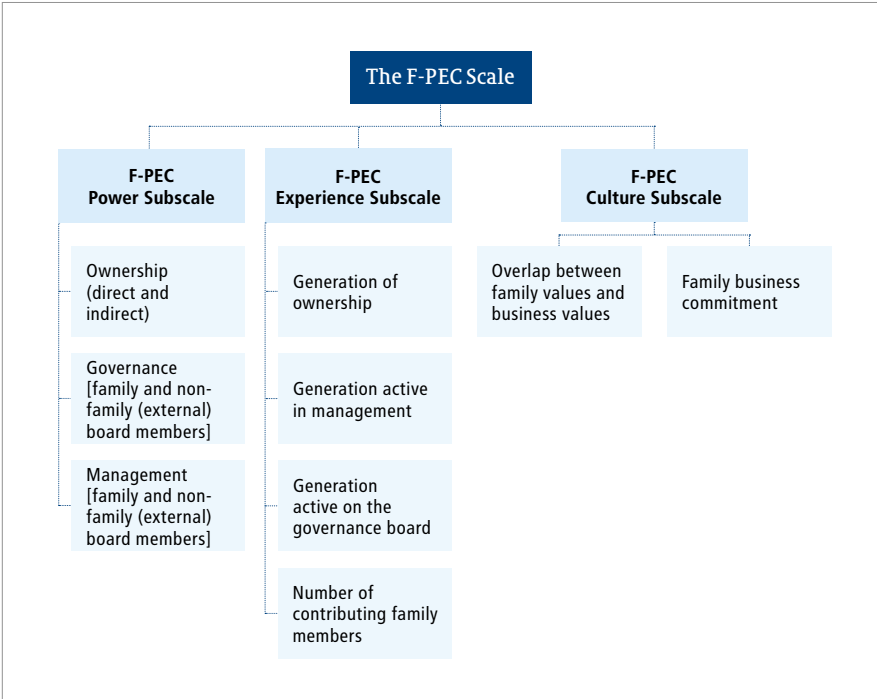 The F-PEC Scale
F-PEC
Power Subscale
Ownership
(direct and
indirect)
Governance
[family and non-
family (external)
board members]
Management
[family and non-
family (external)
board members]
F-PEC
Experience Subscale
Generation of
ownership
Generation active
in management
Generation
active on the
governance board
Number of
contributing family
members
F-PEC
Culture Subscale
Overlap between
family values and
business values
Family business
commitment